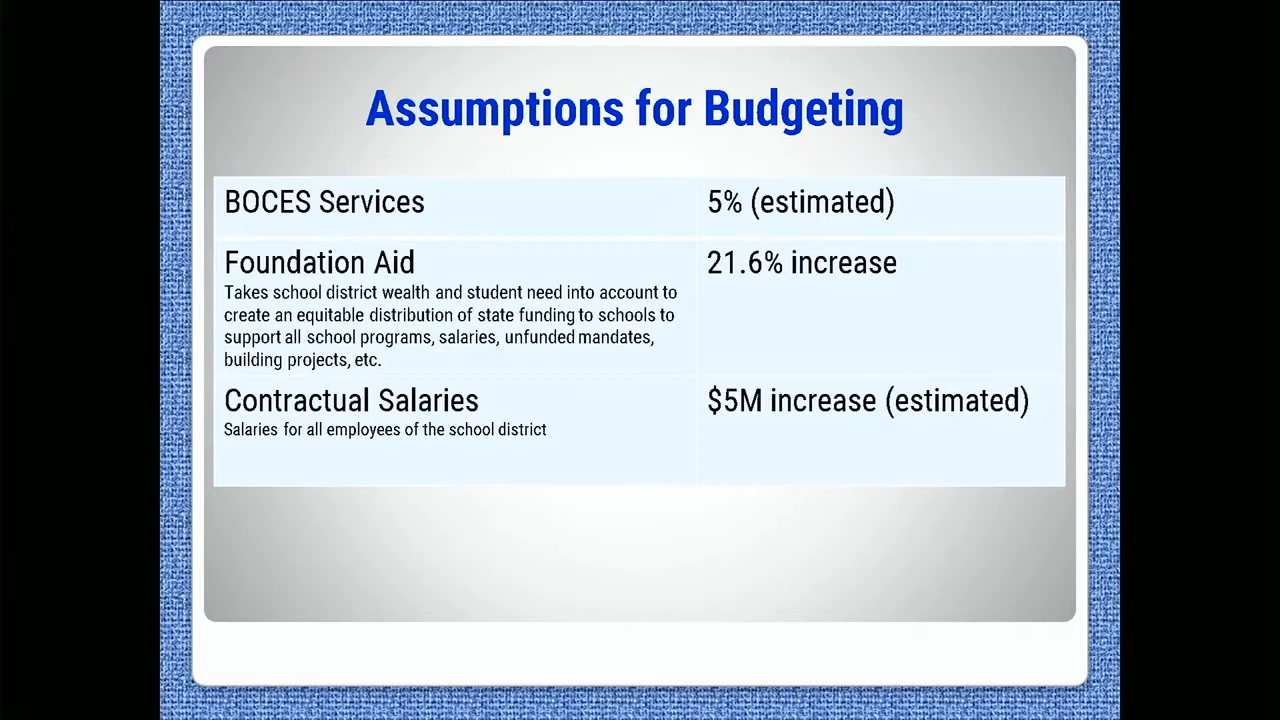 Assumptions for Budgeting
BOCES Services
5% (estimated)
Foundation Aid
21.6% increase
Takes school district wealth and student need into account to
create an equitable distribution of state funding to schools to
support all school programs, salaries, unfunded mandates,
building projects, etc.
Contractual Salaries
$5M increase (estimated)
Salaries for all employees of the school district